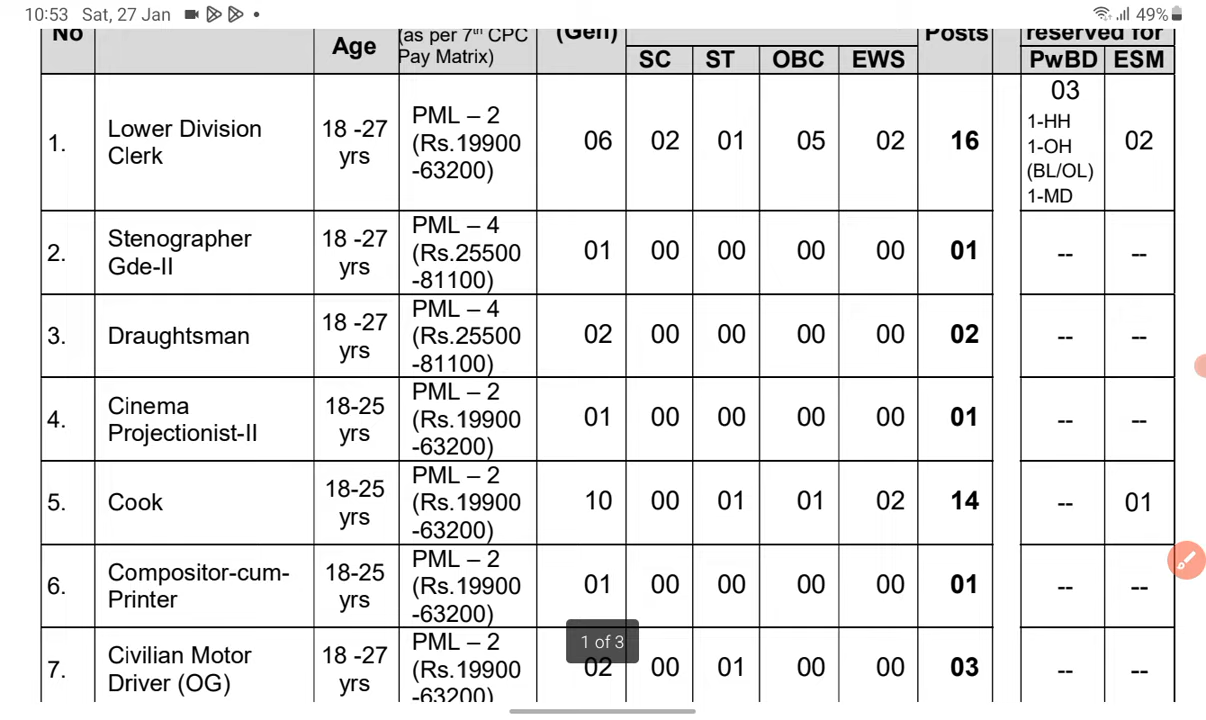 10:53 Sat, 27 Jan
49%
No
Age
(as per 7th CPC
Pay Matrix)
(Gen)
SC
ST
OBC
EWS
Posts
reserved for
PwBD
ESM
1.
Lower Division
Clerk
18 -27
yrs
PML – 2
(Rs.19900
-63200)
06
02
01
05
02
16
03
1-HH
1-OH
(BL/OL)
1-MD
02
2.
Stenographer
Gde-II
18 -27
yrs
PML – 4
(Rs.25500
-81100)
01
00
00
00
00
01
--
--
3.
Draughtsman
18 -27
yrs
PML – 4
(Rs.25500
-81100)
02
00
00
00
00
02
--
--
4.
Cinema
Projectionist-II
18-25
yrs
PML – 2
(Rs.19900
-63200)
01
00
00
00
00
01
--
--
5.
Cook
18-25
yrs
PML – 2
(Rs.19900
-63200)
10
00
01
01
02
14
--
01
6.
Compositor-cum-
Printer
18-25
yrs
PML – 2
(Rs.19900
-63200)
01
00
00
00
00
01
--
--
1 of 3
7.
Civilian Motor
Driver (OG)
18 -27
yrs
PML – 2
(Rs.19900
-63200)
02
00
01
00
00
03
--
--